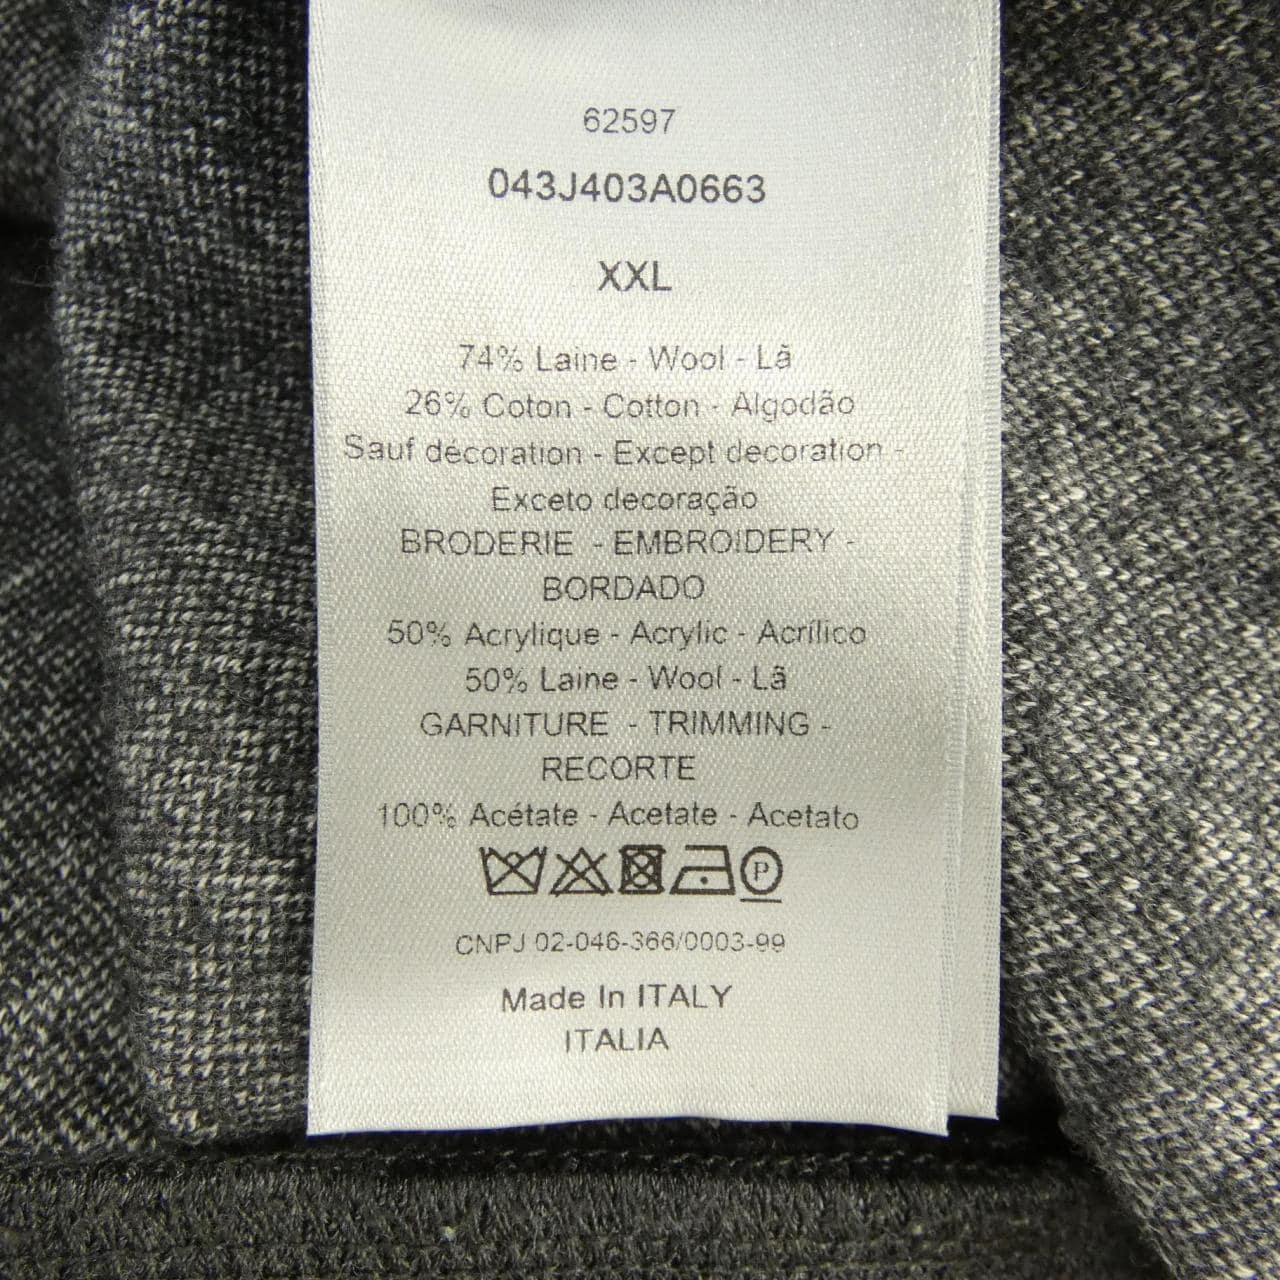 62597
043J403A0663
XXL
74% Laine - Wool - Lã
26% Coton - Cotton - Algodão
Sauf décoration - Except decoration -
Exceto decoração
BRODERIE - EMBROIDERY -
BORDADO
50% Acrylique - Acrylic - Acrílico
50% Laine - Wool - Lã
GARNITURE - TRIMMING -
RECORTE
100% Acétate - Acetate - Acetato
P
CNPJ 02-046-366/0003-99
Made In ITALY
ITALIA